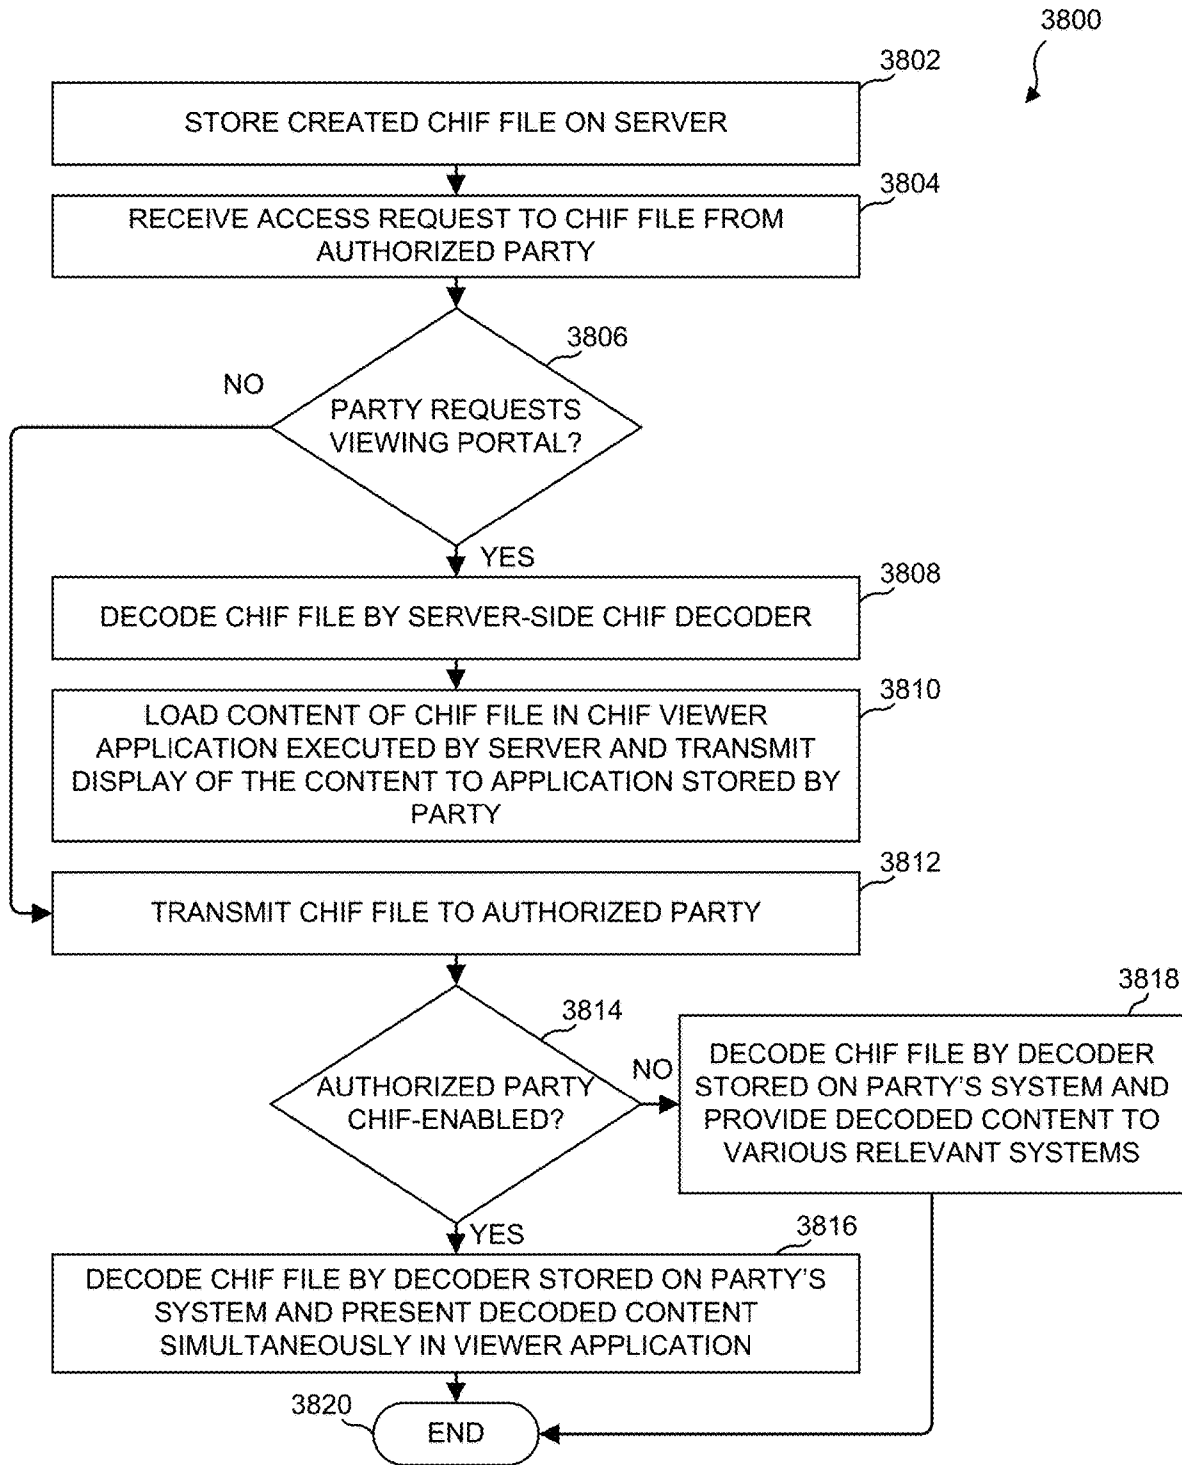 3800
3802
STORE CREATED CHIF FILE ON SERVER
3804
RECEIVE ACCESS REQUEST TO CHIF FILE FROM
AUTHORIZED PARTY
3806
NO
PARTY REQUESTS
VIEWING PORTAL?
YES
3808
DECODE CHIF FILE BY SERVER-SIDE CHIF DECODER
3810
LOAD CONTENT OF CHIF FILE IN CHIF VIEWER
APPLICATION EXECUTED BY SERVER AND TRANSMIT
DISPLAY OF THE CONTENT TO APPLICATION STORED BY
PARTY
3812
TRANSMIT CHIF FILE TO AUTHORIZED PARTY
3814
AUTHORIZED PARTY
CHIF-ENABLED?
NO
3818
DECODE CHIF FILE BY DECODER
STORED ON PARTY'S SYSTEM AND
PROVIDE DECODED CONTENT TO
VARIOUS RELEVANT SYSTEMS
YES
3816
DECODE CHIF FILE BY DECODER STORED ON PARTY'S
SYSTEM AND PRESENT DECODED CONTENT
SIMULTANEOUSLY IN VIEWER APPLICATION
3820
END